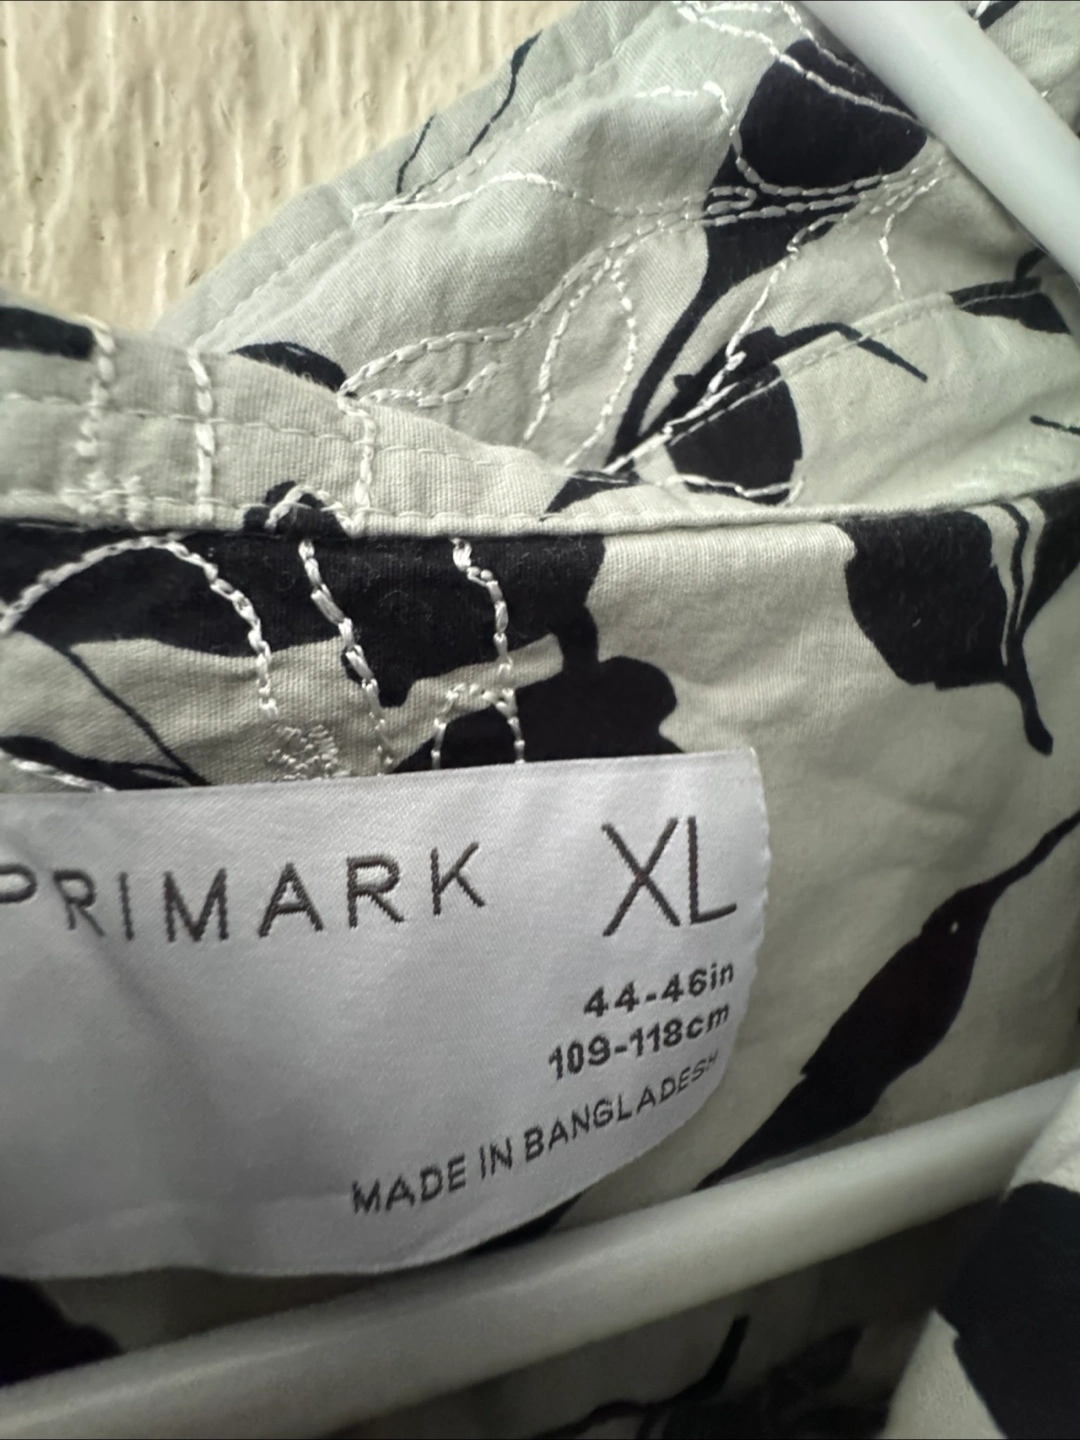 PRIMARK XL
44-46in
109-118cm
MADE IN BANGLADESH